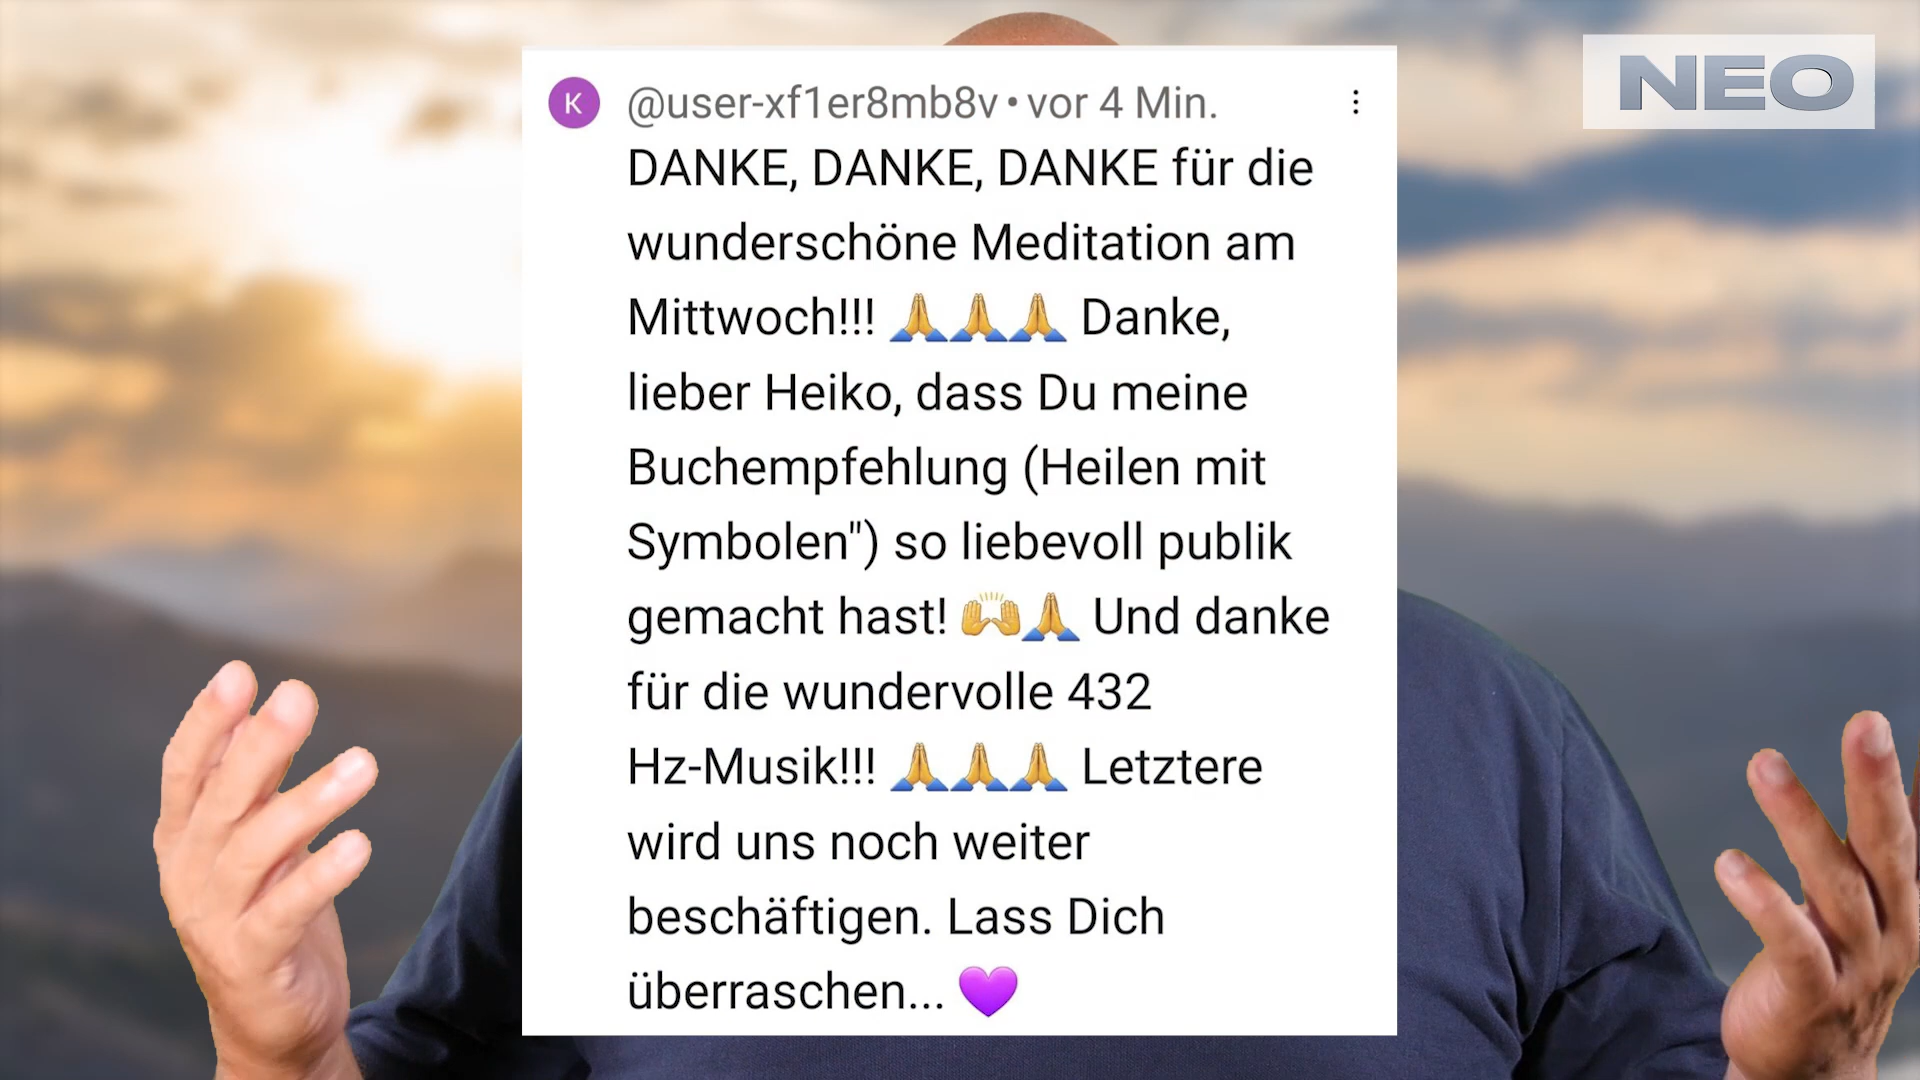 NEO
K
@user-xf1er8mb8v • vor 4 Min.
DANKE, DANKE, DANKE für die
wunderschöne Meditation am
Mittwoch!!! 🙏🙏🙏 Danke,
lieber Heiko, dass Du meine
Buchempfehlung (Heilen mit
Symbolen") so liebevoll publik
gemacht hast! 🙌🙏 Und danke
für die wundervolle 432
Hz-Musik!!! 🙏🙏🙏 Letztere
wird uns noch weiter
beschäftigen. Lass Dich
überraschen... 💜